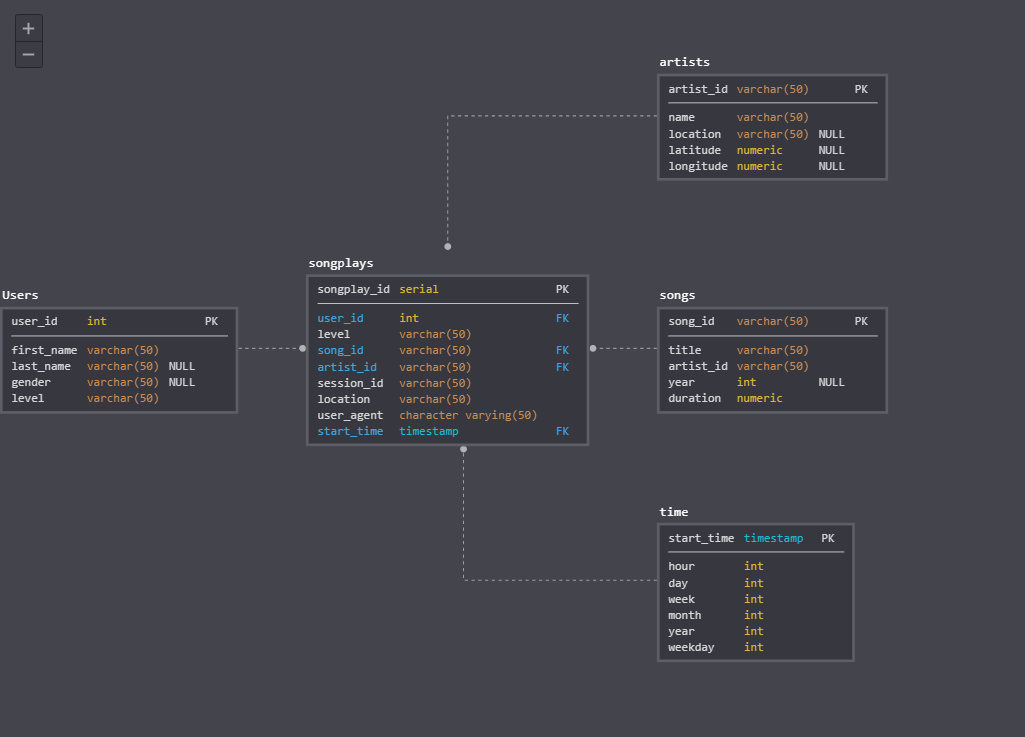 +
−
artists
artist_id varchar(50) PK
name varchar(50)
location varchar(50) NULL
latitude numeric NULL
longitude numeric NULL
songplays
songplay_id serial PK
user_id int FK
level varchar(50)
song_id varchar(50) FK
artist_id varchar(50) FK
session_id varchar(50)
location varchar(50)
user_agent character varying(50)
start_time timestamp FK
Users
user_id int PK
first_name varchar(50)
last_name varchar(50) NULL
gender varchar(50) NULL
level varchar(50)
songs
song_id varchar(50) PK
title varchar(50)
artist_id varchar(50)
year int NULL
duration numeric
time
start_time timestamp PK
hour int
day int
week int
month int
year int
weekday int